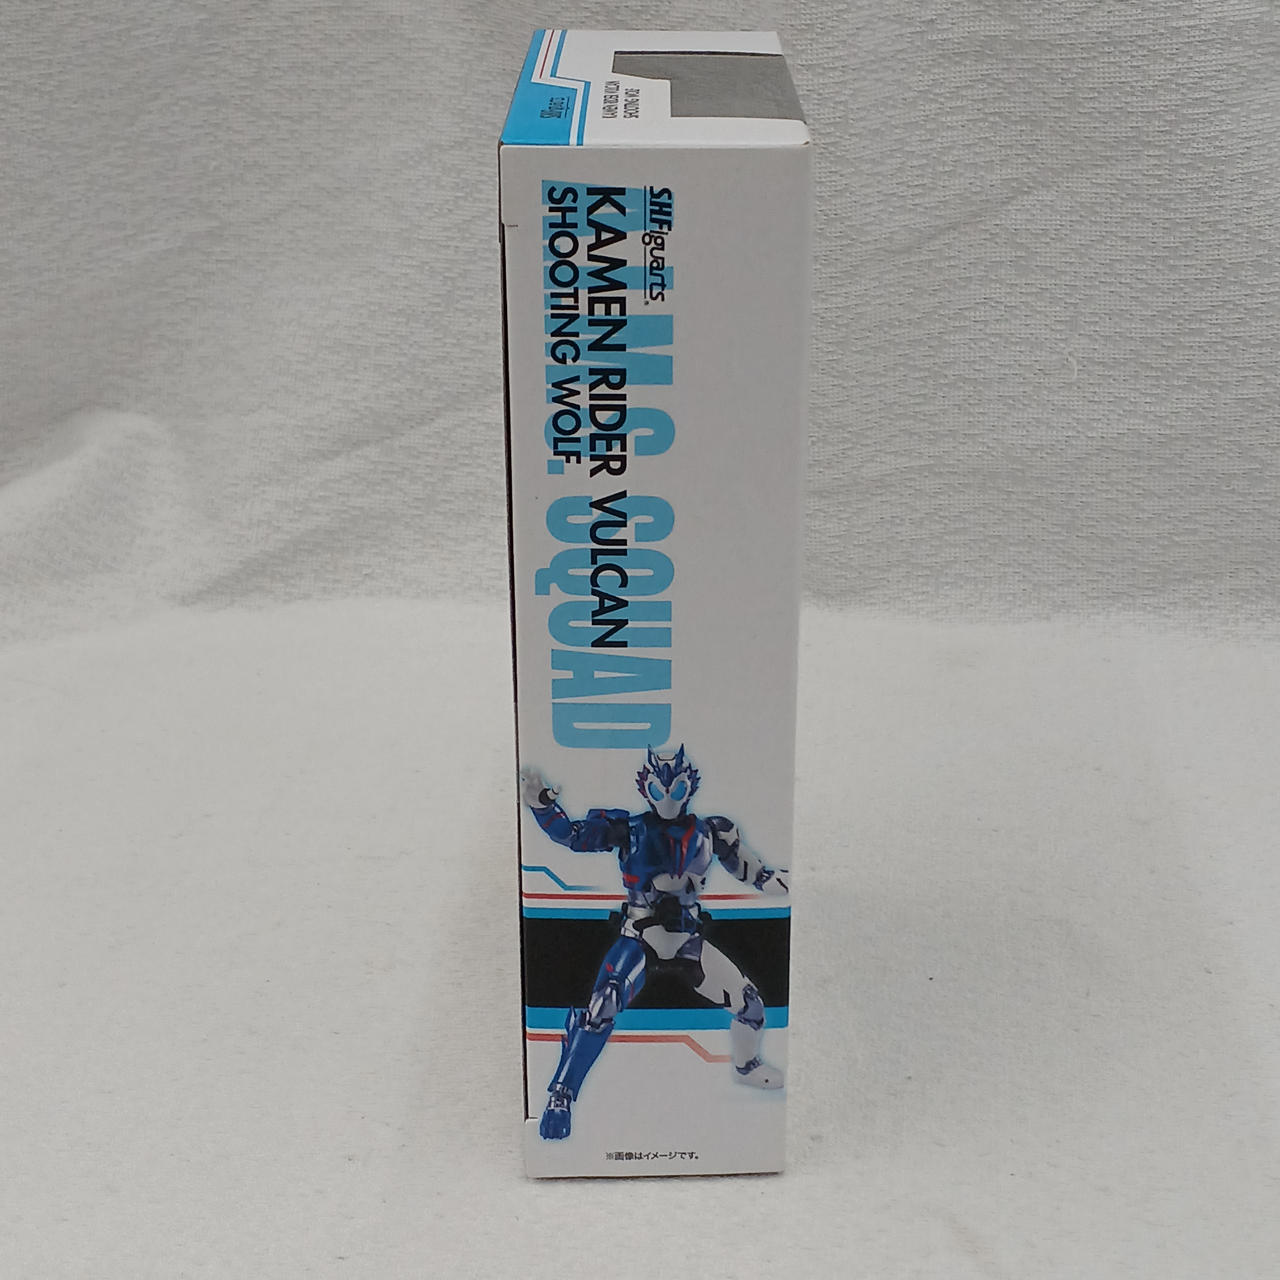 S.H.Figuarts
KAMEN RIDER VULCAN
SHOOTING WOLF
A.I.M.S. SQUAD
※画像はイメージです。